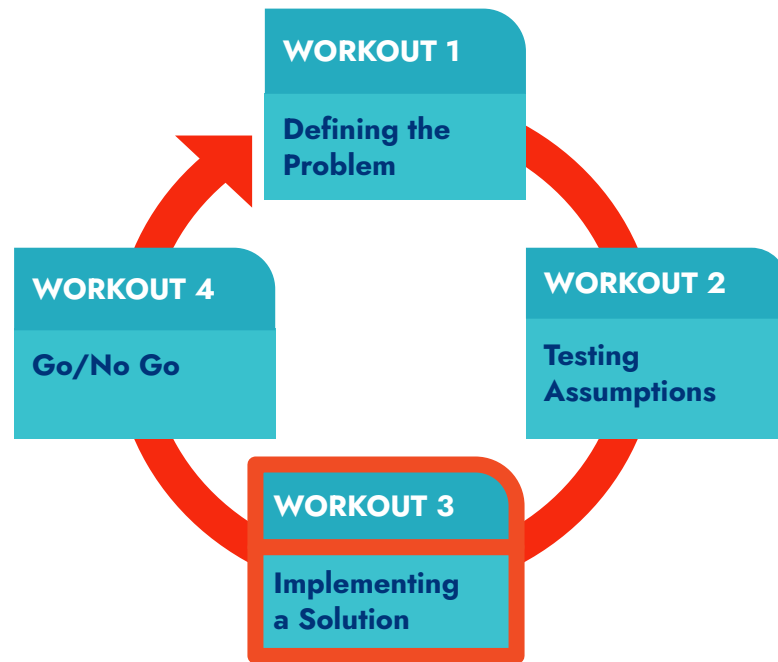 WORKOUT 1
Defining the
Problem
WORKOUT 2
Testing
Assumptions
WORKOUT 3
Implementing
a Solution
WORKOUT 4
Go/No Go